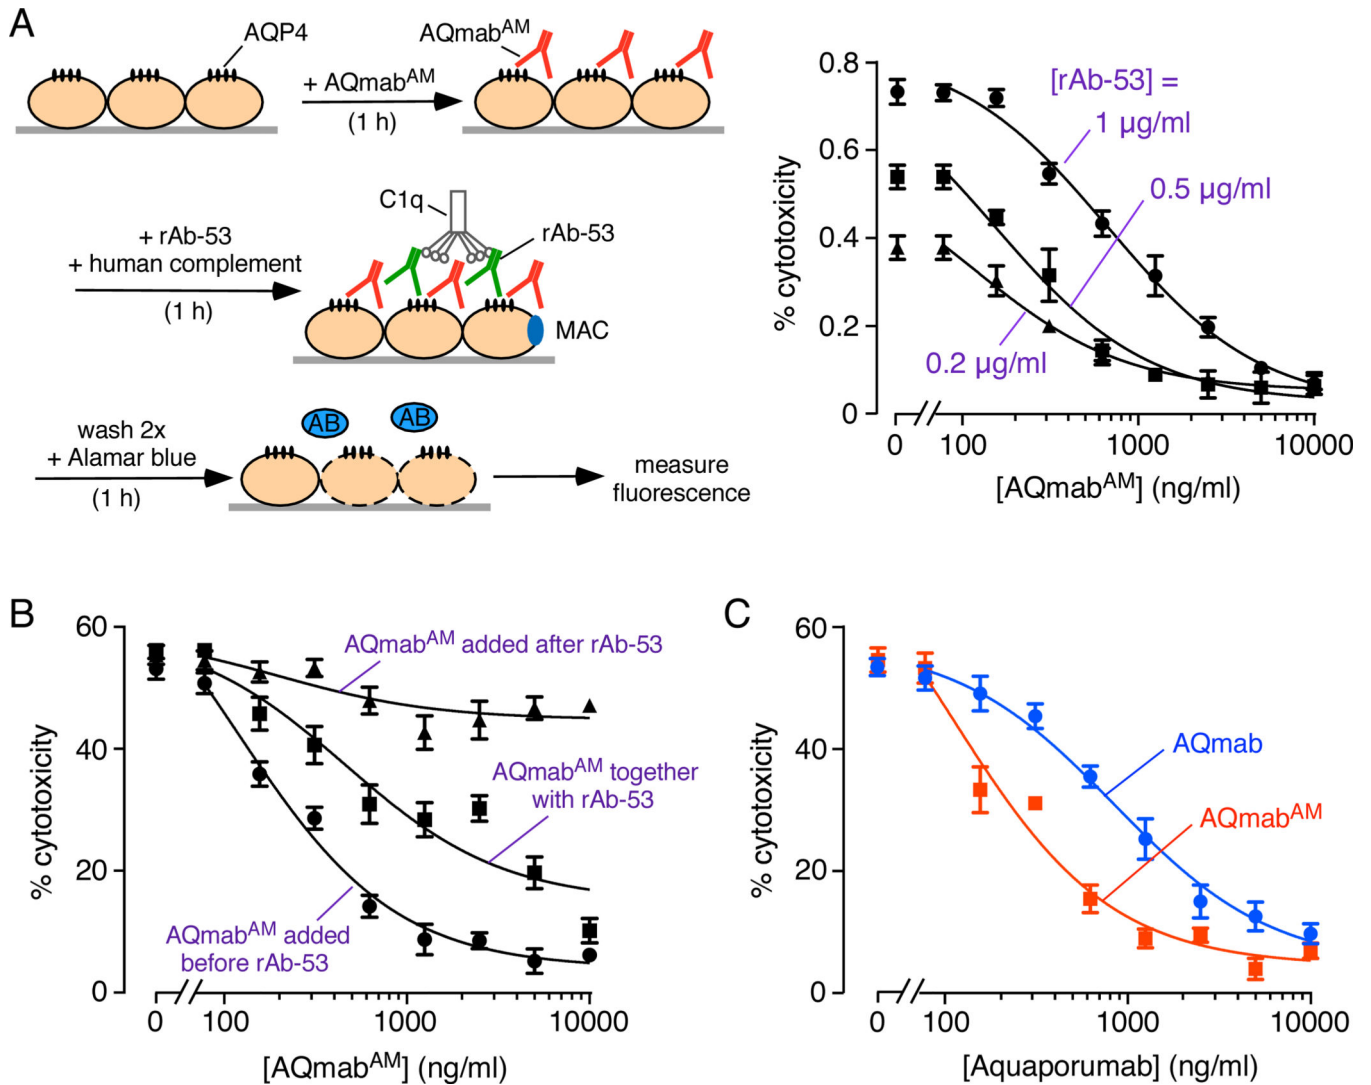 A
AQP4
AQmabAM
+ AQmabAM
(1 h)
C1q
rAb-53
+ rAb-53
+ human complement
(1 h)
MAC
AB
AB
wash 2x
+ Alamar blue
(1 h)
measure
fluorescence
% cytotoxicity
0.8
0.6
0.4
0.2
0
[rAb-53] =
1 µg/ml
0.5 µg/ml
0.2 µg/ml
0
100
1000
10000
[AQmabAM] (ng/ml)
B
% cytotoxicity
60
40
20
0
AQmabAM added after rAb-53
AQmabAM together
with rAb-53
AQmabAM added
before rAb-53
0
100
1000
10000
[AQmabAM] (ng/ml)
C
% cytotoxicity
60
40
20
0
AQmab
AQmabAM
0
100
1000
10000
[Aquaporumab] (ng/ml)